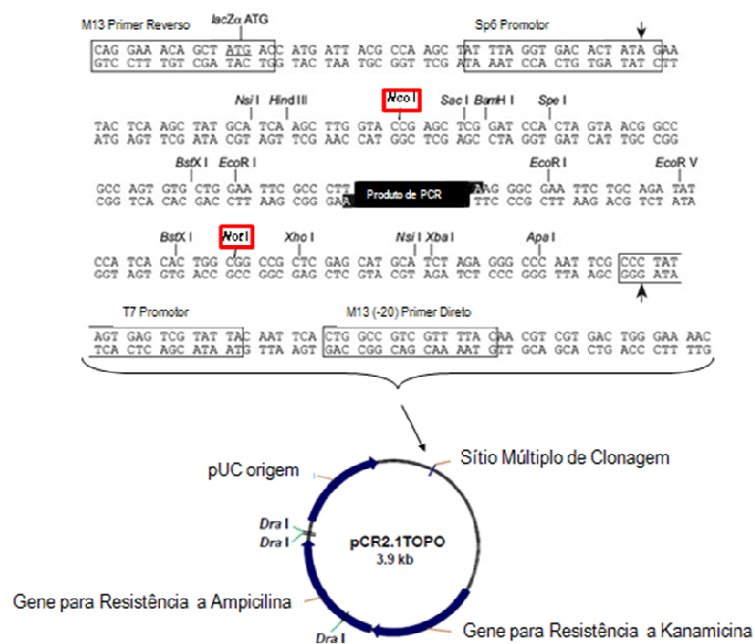 lacZα ATG
M13 Primer Reverso
Sp6 Promotor
CAG GAA ACA GCT ATG ACC ATG ATT ACG CCA AGC TAT TTA GGT GAC ACT ATA GAA
GTC CTT TGT CGA TAC TGG TAC TAA TGC GGT TCG ATA AAT CCA CTG TGA TAT CTT
Nsi I HindIII NcoI Sac I BamH I Spe I
TAC TCA AGC TAT GCA TCA AGC TTG GTA CCG AGC TCG GAT CCA CTA GTA ACG GCC
ATG AGT TCG ATA CGT AGT TCG AAC CAT GGC TCG AGC CTA GGT GAT CAT TGC CGG
BstX I EcoR I EcoR I EcoR V
GCC AGT GTG CTG GAA TTC GCC CTT Produto de PCR AAG GGC GAA TTC TGC AGA TAT
CGG TCA CAC GAC CTT AAG CGG GAA TTC CCG CTT AAG ACG TCT ATA
BstX I NotI Xho I Nsi I Xba I Apa I
CCA TCA CAC TGG CGG CCG CTC GAG CAT GCA TCT AGA GGG CCC AAT TCG CCC TAT
GGT AGT GTG ACC GCC GGC GAG CTC GTA CGT AGA TCT CCC GGG TTA AGC GGG ATA
T7 Promotor
M13 (-20) Primer Direto
AGT GAG TCG TAT TAC AAT TCA CTG GCC GTC GTT TTA CAA CGT CGT GAC TGG GAA AAC
TCA CTC AGC ATA ATG TTA AGT GAC CGG CAG CAA AAT GTT GCA GCA CTG ACC CTT TTG
pUC origem
Sítio Múltiplo de Clonagem
Dra I
Dra I
pCR2.1TOPO
3.9 kb
Gene para Resistência a Ampicilina
Gene para Resistência a Kanamicina
Dra I